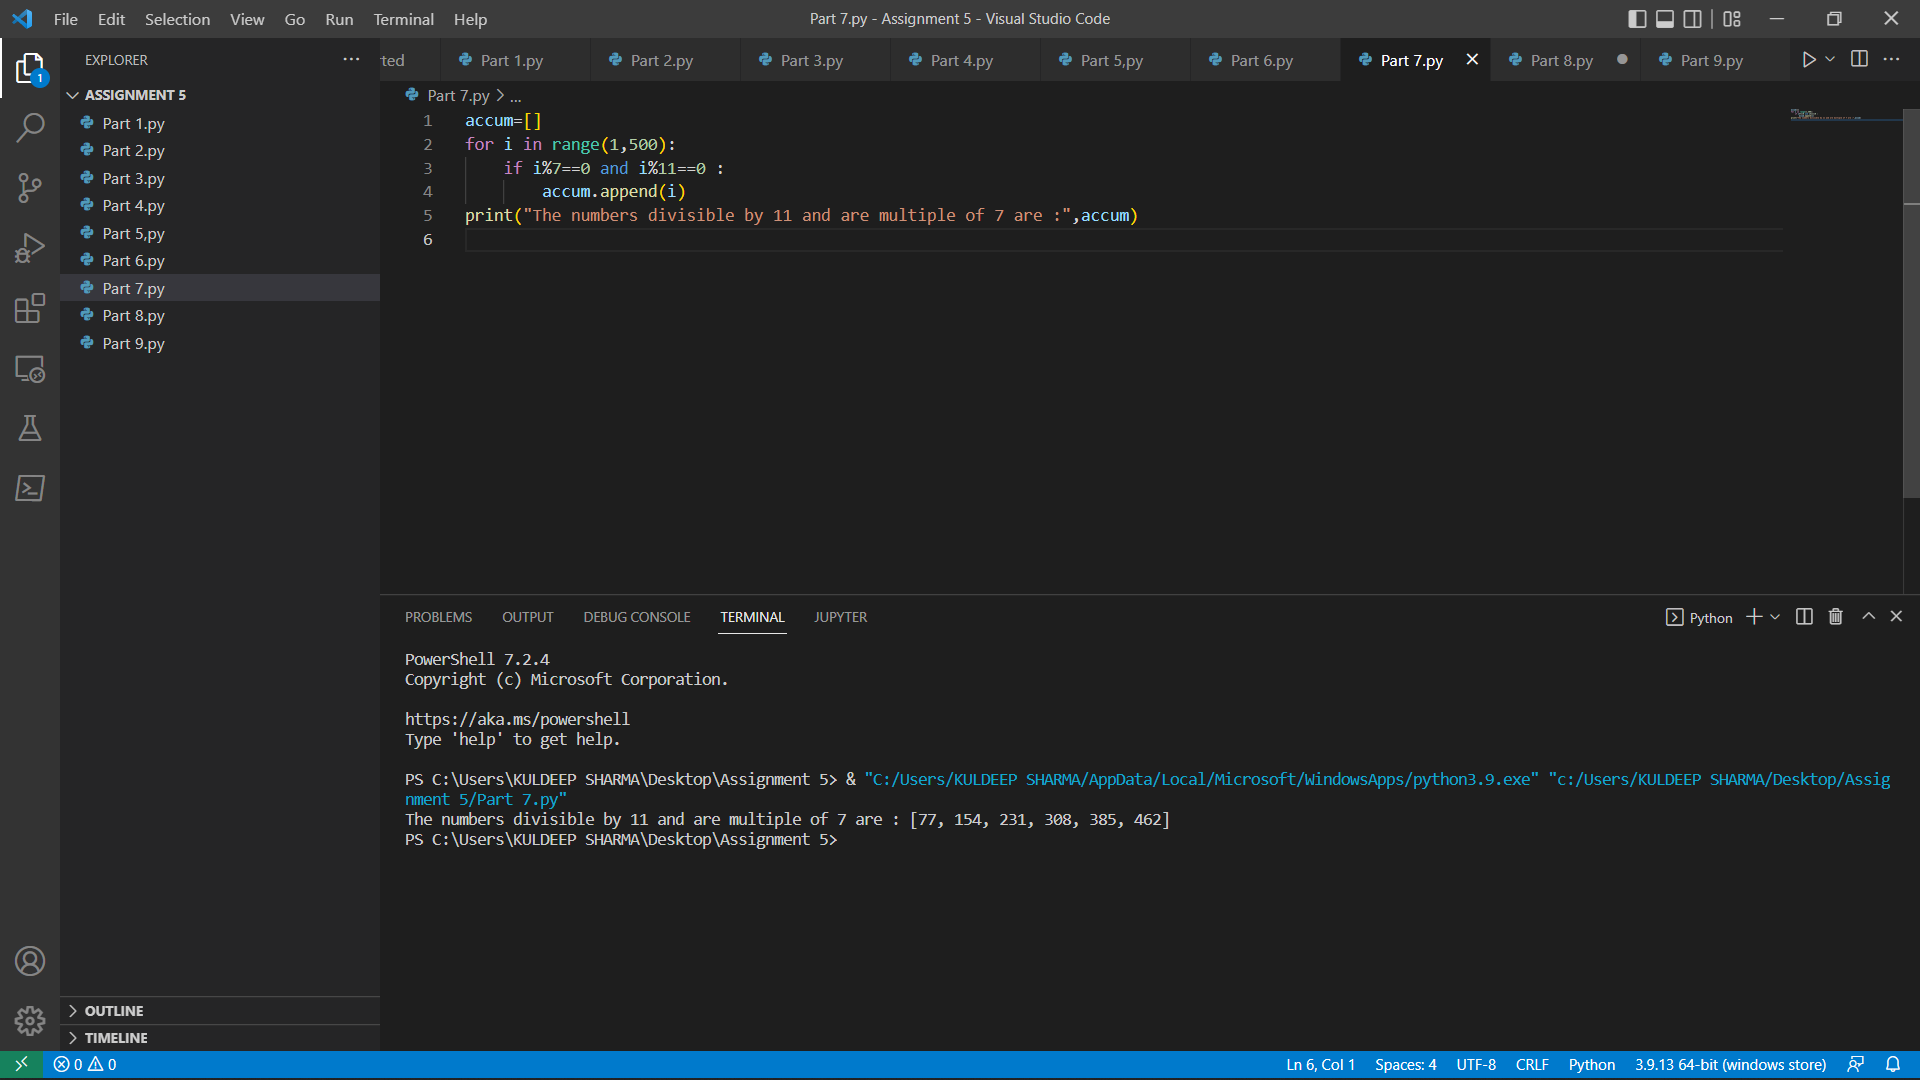 File Edit Selection View Go Run Terminal Help
Part 7.py - Assignment 5 - Visual Studio Code
EXPLORER
ted Part 1.py Part 2.py Part 3.py Part 4.py Part 5,py Part 6.py Part 7.py Part 8.py Part 9.py
1
ASSIGNMENT 5
Part 1.py
Part 2.py
Part 3.py
Part 4.py
Part 5,py
Part 6.py
Part 7.py
Part 8.py
Part 9.py
Part 7.py > ...
1 accum=[]
2 for i in range(1,500):
3     if i%7==0 and i%11==0 :
4         accum.append(i)
5 print("The numbers divisible by 11 and are multiple of 7 are :",accum)
6
PROBLEMS OUTPUT DEBUG CONSOLE TERMINAL JUPYTER
Python
PowerShell 7.2.4
Copyright (c) Microsoft Corporation.
https://aka.ms/powershell
Type 'help' to get help.
PS C:\Users\KULDEEP SHARMA\Desktop\Assignment 5> & "C:/Users/KULDEEP SHARMA/AppData/Local/Microsoft/WindowsApps/python3.9.exe" "c:/Users/KULDEEP SHARMA/Desktop/Assig
nment 5/Part 7.py"
The numbers divisible by 11 and are multiple of 7 are : [77, 154, 231, 308, 385, 462]
PS C:\Users\KULDEEP SHARMA\Desktop\Assignment 5>
OUTLINE
TIMELINE
0 0
Ln 6, Col 1 Spaces: 4 UTF-8 CRLF Python 3.9.13 64-bit (windows store)